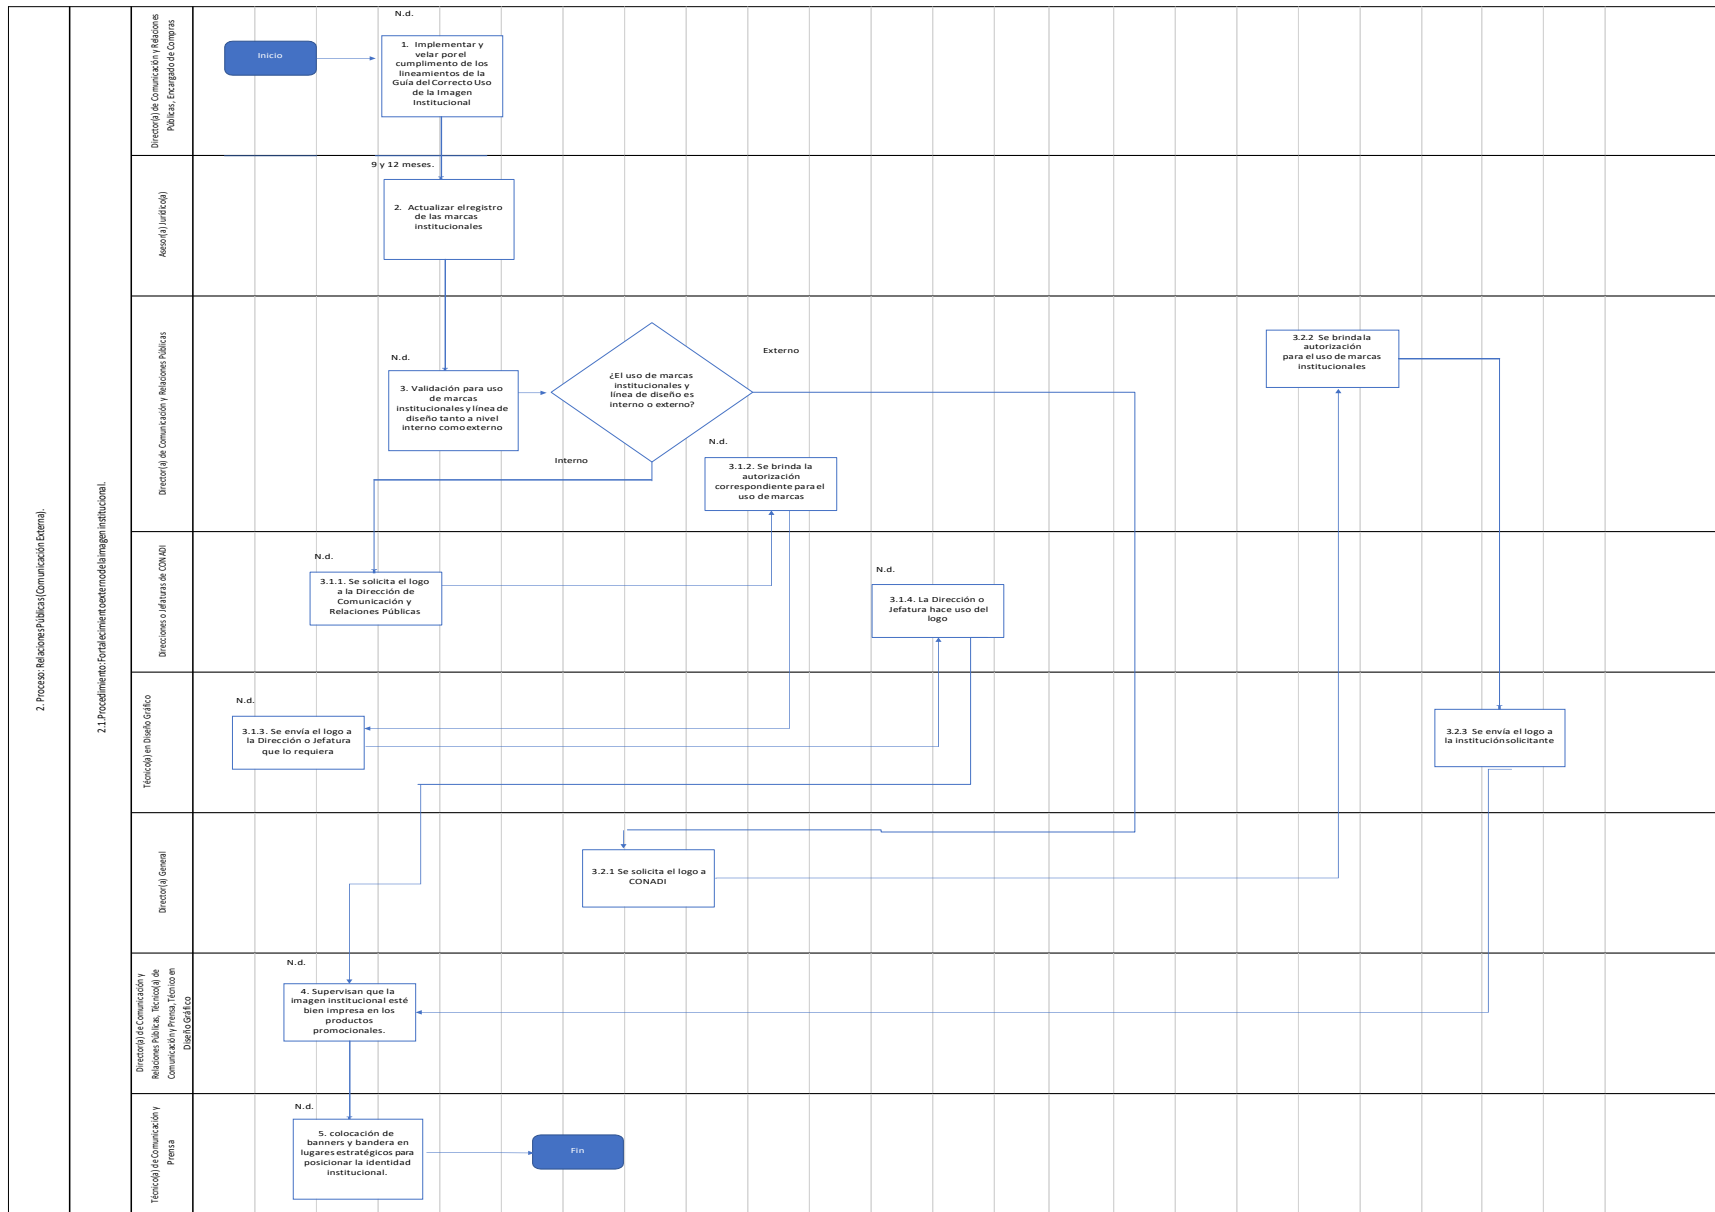 2. Proceso: Relaciones Públicas (Comunicación Externa).
2.1. Procedimiento: Fortalecimiento externo de la imagen institucional.
Director(a) de Comunicación y Relaciones
Públicas, Encargado de Compras
Inicio
N.d.
1. Implementar y
velar por el
cumplimento de los
lineamientos de la
Guía del Correcto Uso
de la Imagen
Institucional
Asesor(a) Jurídico(a)
9 y 12 meses.
2. Actualizar el registro
de las marcas
institucionales
Director(a) de Comunicación y Relaciones Públicas
N.d.
3. Validación para uso
de marcas
institucionales y línea de
diseño tanto a nivel
interno como externo
¿El uso de marcas
institucionales y
línea de diseño es
interno o externo?
Externo
Interno
N.d.
3.1.2. Se brinda la
autorización
correspondiente para el
uso de marcas
3.2.2 Se brinda la
autorización
para el uso de marcas
institucionales
Direcciones o Jefaturas de CONADI
N.d.
3.1.1. Se solicita el logo
a la Dirección de
Comunicación y
Relaciones Públicas
N.d.
3.1.4. La Dirección o
Jefatura hace uso del
logo
Técnico(a) en Diseño Gráfico
N.d.
3.1.3. Se envía el logo a
la Dirección o Jefatura
que lo requiera
3.2.3 Se envía el logo a
la institución solicitante
Director(a) General
3.2.1 Se solicita el logo a
CONADI
Director(a) de Comunicación y
Relaciones Públicas, Técnico(a) de
Comunicación y Prensa, Técnico en
Diseño Gráfico
N.d.
4. Supervisan que la
imagen institucional esté
bien impresa en los
productos
promocionales.
Técnico(a) de Comunicación y
Prensa
N.d.
5. colocación de
banners y bandera en
lugares estratégicos para
posicionar la identidad
institucional.
Fin